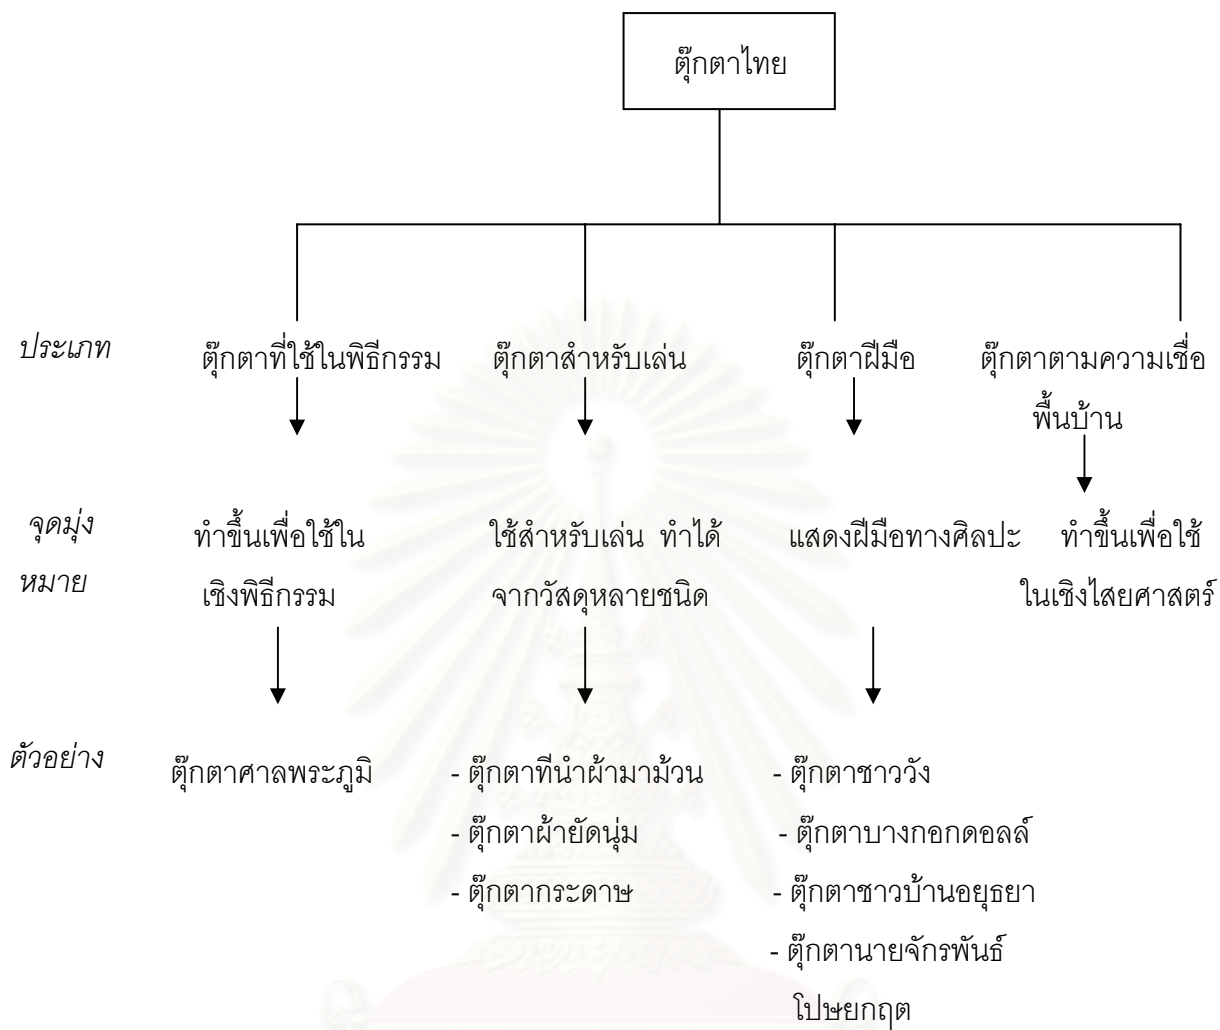 ตุ๊กตาไทย
ประเภท
ตุ๊กตาที่ใช้ในพิธีกรรม
ตุ๊กตาสำหรับเล่น
ตุ๊กตาฝีมือ
ตุ๊กตาตามความเชื่อ
พื้นบ้าน
จุดมุ่ง
หมาย
ทำขึ้นเพื่อใช้ใน
เชิงพิธีกรรม
ใช้สำหรับเล่น ทำได้
จากวัสดุหลายชนิด
แสดงฝีมือทางศิลปะ
ทำขึ้นเพื่อใช้
ในเชิงไสยศาสตร์
ตัวอย่าง
ตุ๊กตาศาลพระภูมิ
- ตุ๊กตาที่นำผ้ามาม้วน
- ตุ๊กตาผ้ายัดนุ่ม
- ตุ๊กตากระดาษ
- ตุ๊กตาชาววัง
- ตุ๊กตาบางกอกดอลล์
- ตุ๊กตาชาวบ้านอยุธยา
- ตุ๊กตานายจักรพันธ์
โปษยกฤต